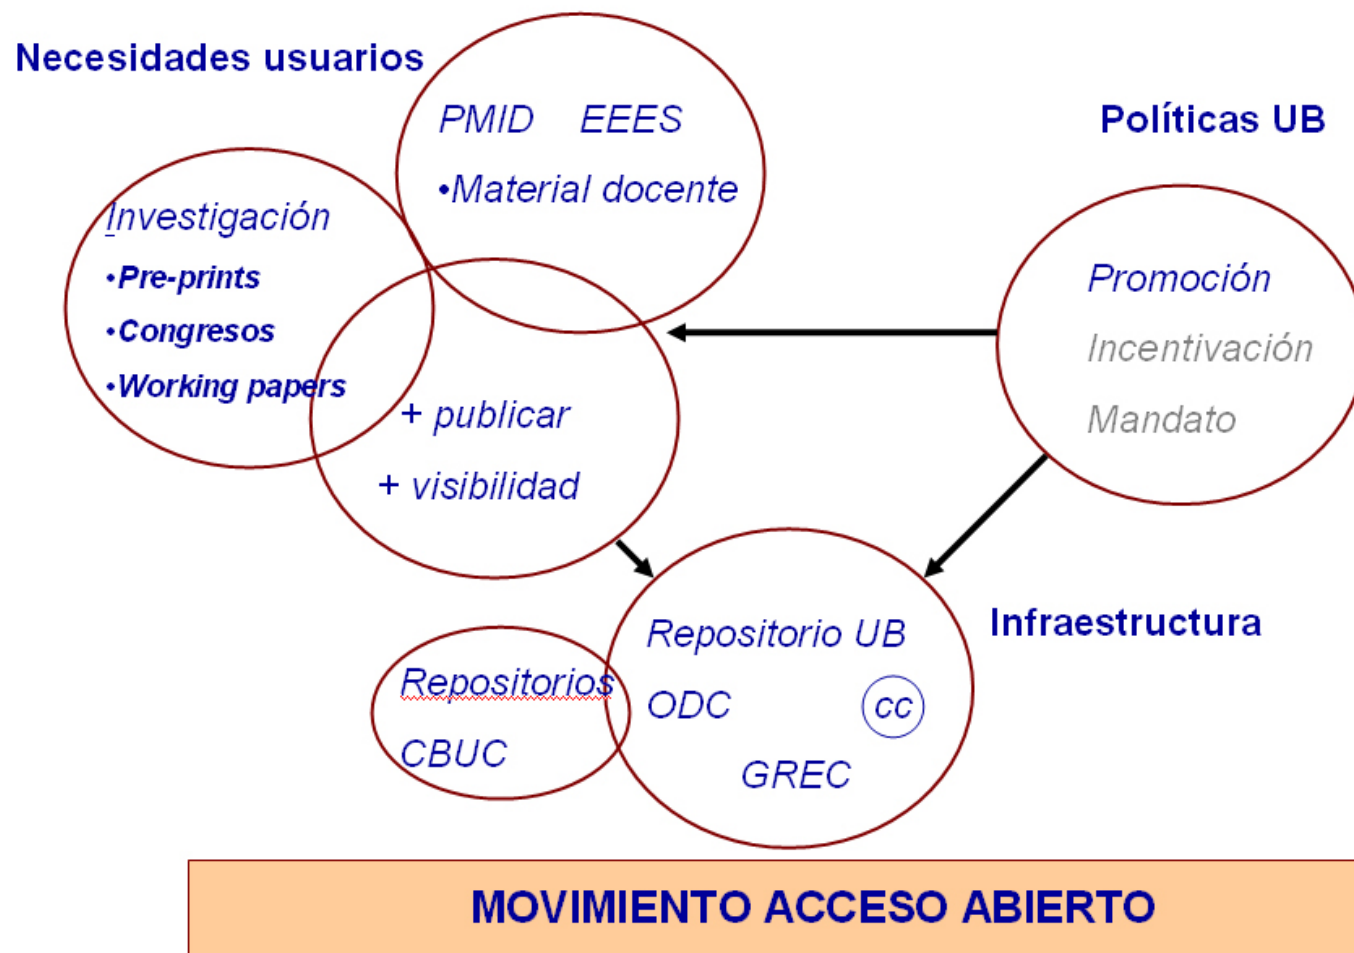 Necesidades usuarios
PMID EEES
•Material docente
Investigación
•Pre-prints
•Congresos
•Working papers
+ publicar
+ visibilidad
Políticas UB
Promoción
Incentivación
Mandato
Infraestructura
Repositorio UB
ODC cc
GREC
Repositorios
CBUC
MOVIMIENTO ACCESO ABIERTO